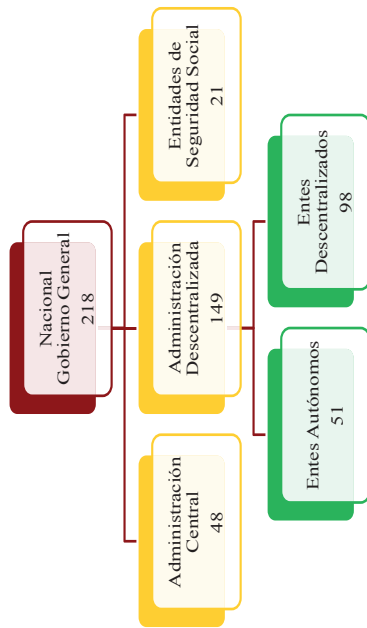 Nacional
Gobierno General
218
Administración
Central
48
Administración
Descentralizada
149
Entidades de
Seguridad Social
21
Entes Autónomos
51
Entes
Descentralizados
98